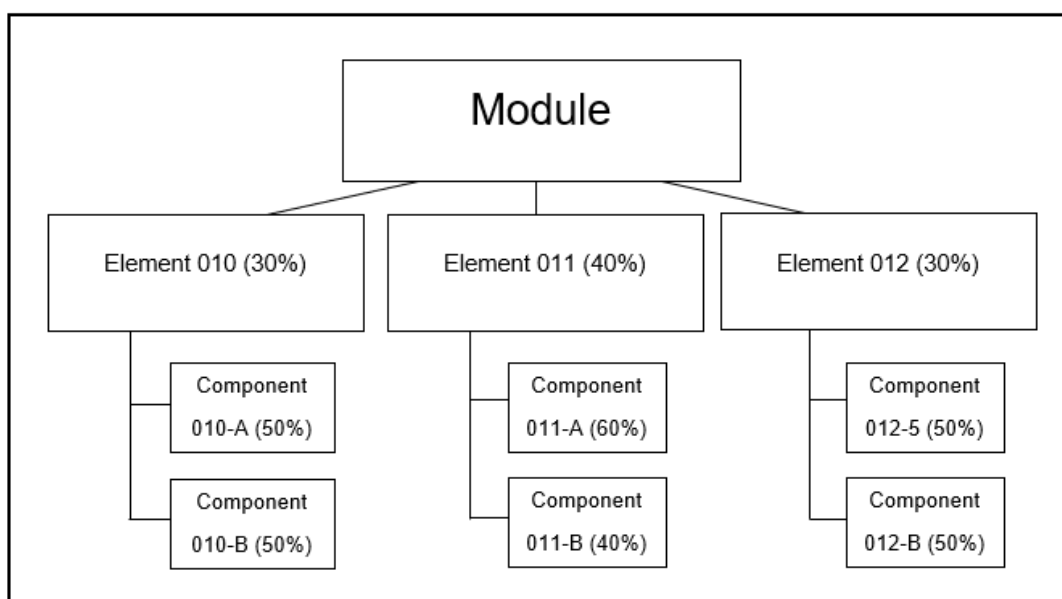 Module
Element 010 (30%)
Element 011 (40%)
Element 012 (30%)
Component
010-A (50%)
Component
011-A (60%)
Component
012-5 (50%)
Component
010-B (50%)
Component
011-B (40%)
Component
012-B (50%)